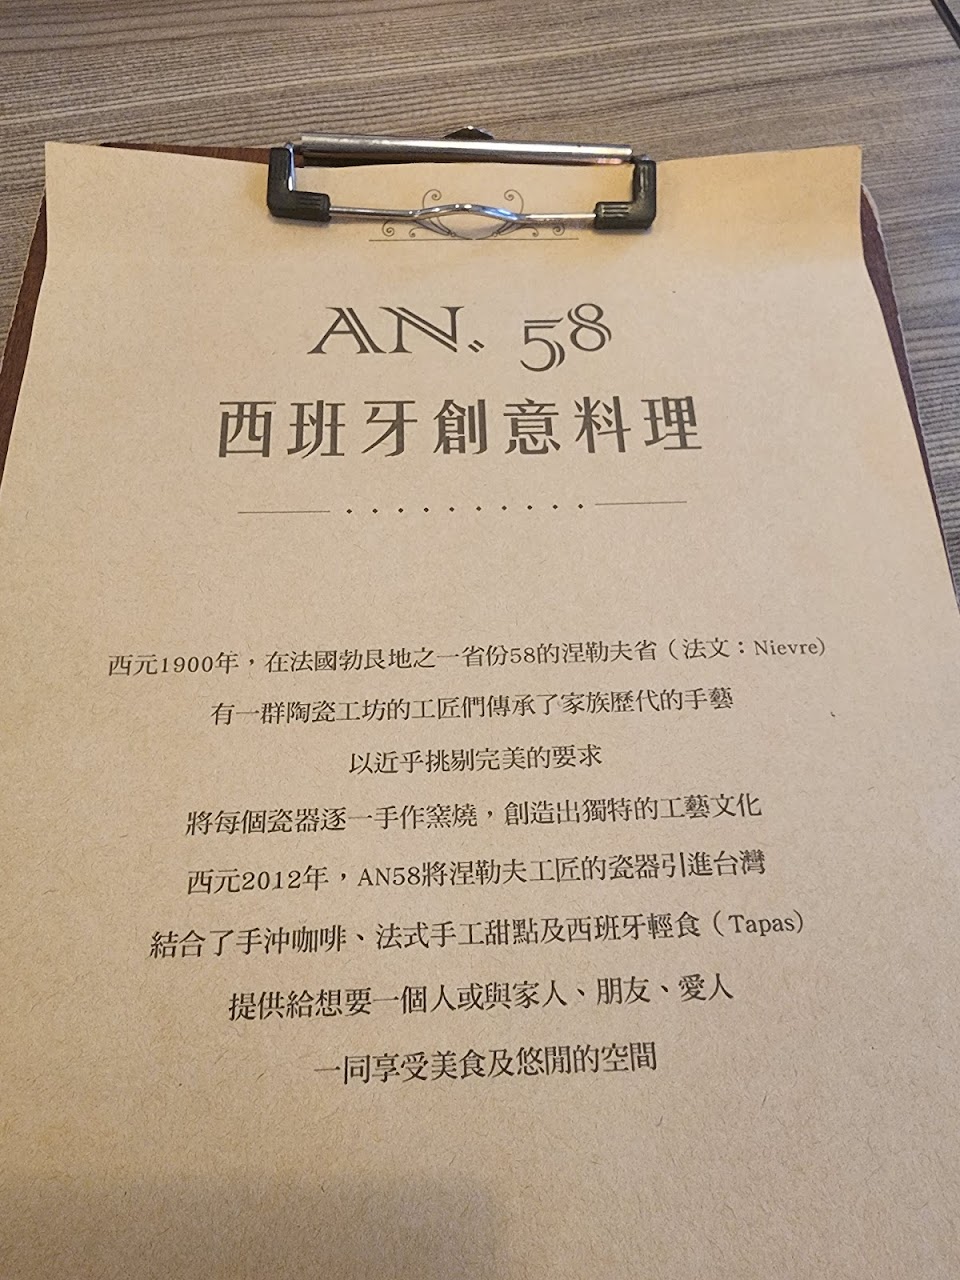 AN. 58
西班牙創意料理
西元1900年，在法國勃艮地之一省份58的涅勒夫省（法文：Nievre)
有一群陶瓷工坊的工匠們傳承了家族歷代的手藝
以近乎挑剔完美的要求
將每個瓷器逐一手作窯燒，創造出獨特的工藝文化
西元2012年，AN58將涅勒夫工匠的瓷器引進台灣
結合了手沖咖啡、法式手工甜點及西班牙輕食（Tapas)
提供給想要一個人或與家人、朋友、愛人
一同享受美食及悠閒的空間